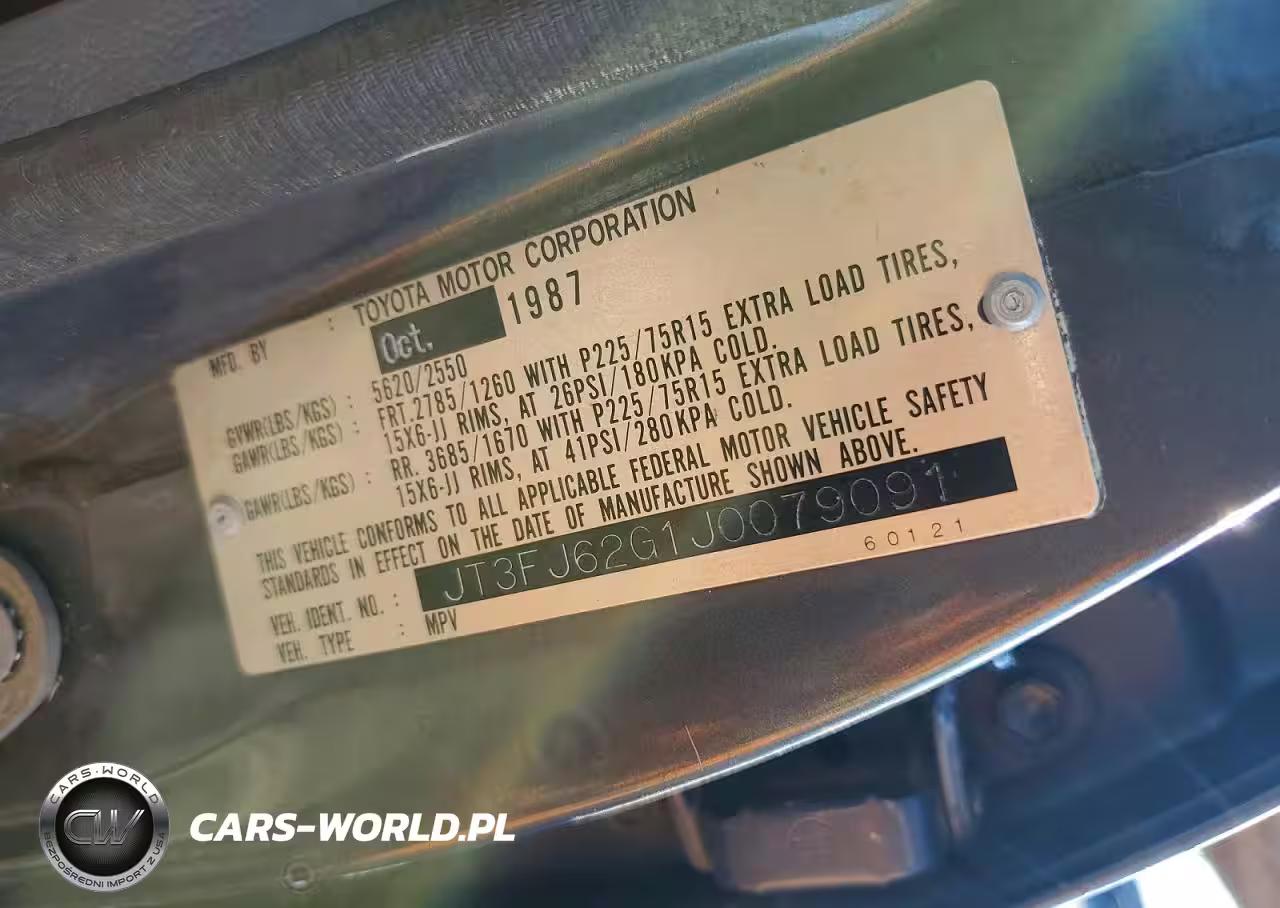 MFD. BY : TOYOTA MOTOR CORPORATION
Oct. 1987
GVWR(LBS/KGS) : 5620/2550
GAWR(LBS/KGS) : FRT. 2785/1260 WITH P225/75R15 EXTRA LOAD TIRES,
15X6-JJ RIMS, AT 26PSI/180KPA COLD.
GAWR(LBS/KGS) : RR. 3685/1670 WITH P225/75R15 EXTRA LOAD TIRES,
15X6-JJ RIMS, AT 41PSI/280KPA COLD.
THIS VEHICLE CONFORMS TO ALL APPLICABLE FEDERAL MOTOR VEHICLE SAFETY
STANDARDS IN EFFECT ON THE DATE OF MANUFACTURE SHOWN ABOVE.
VEH. IDENT. NO. : JT3FJ62G1J0079091
VEH. TYPE : MPV
60121
CARS-WORLD
CW
BEZPOŚREDNI IMPORT Z USA
CARS-WORLD.PL